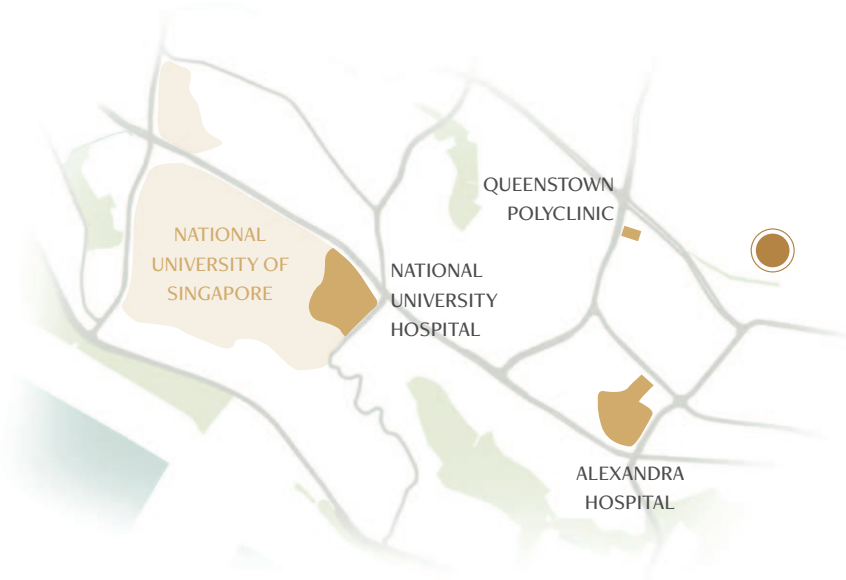 QUEENSTOWN
POLYCLINIC
NATIONAL
UNIVERSITY OF
SINGAPORE
NATIONAL
UNIVERSITY
HOSPITAL
ALEXANDRA
HOSPITAL